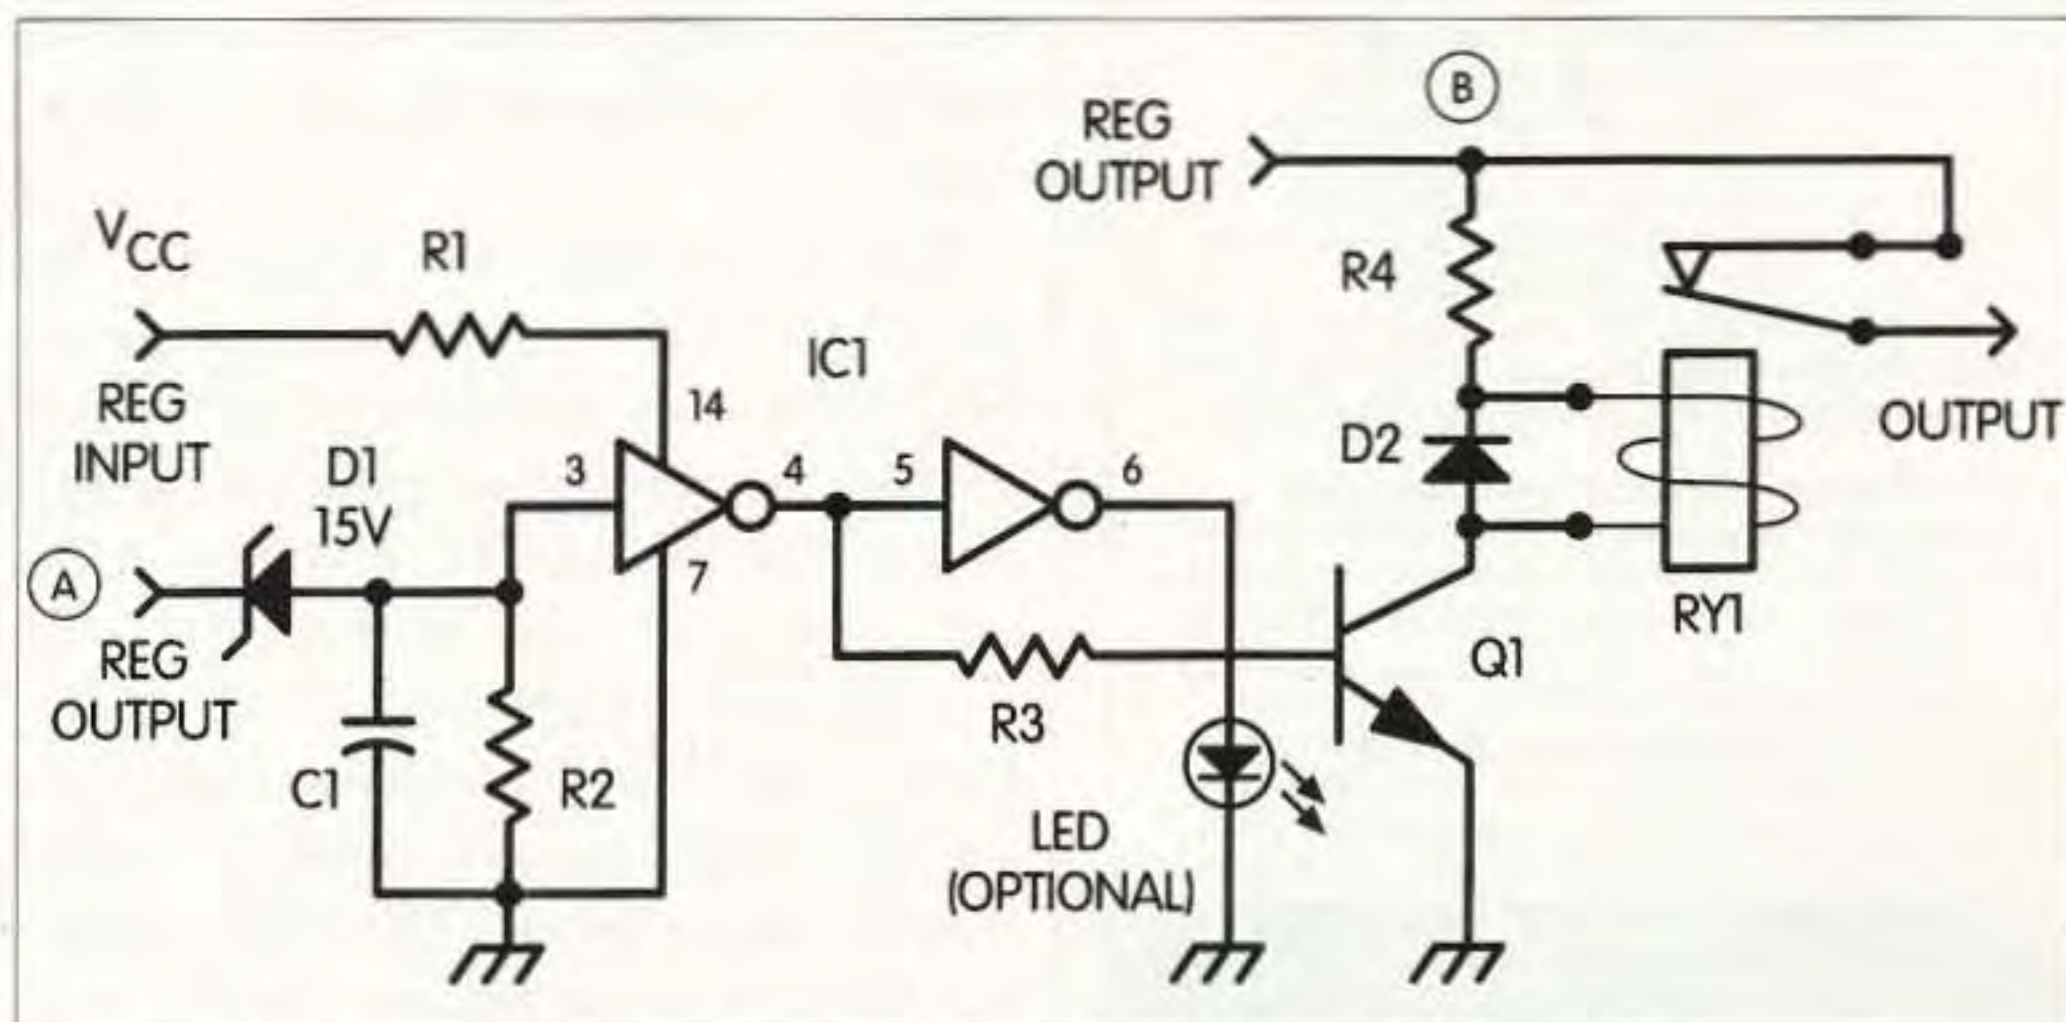 B
REG
OUTPUT
VCC
R1
REG
INPUT
IC1
14
R4
D1
15V
3
4
5
6
D2
OUTPUT
7
A
REG
OUTPUT
RY1
Q1
R3
C1
R2
LED
(OPTIONAL)